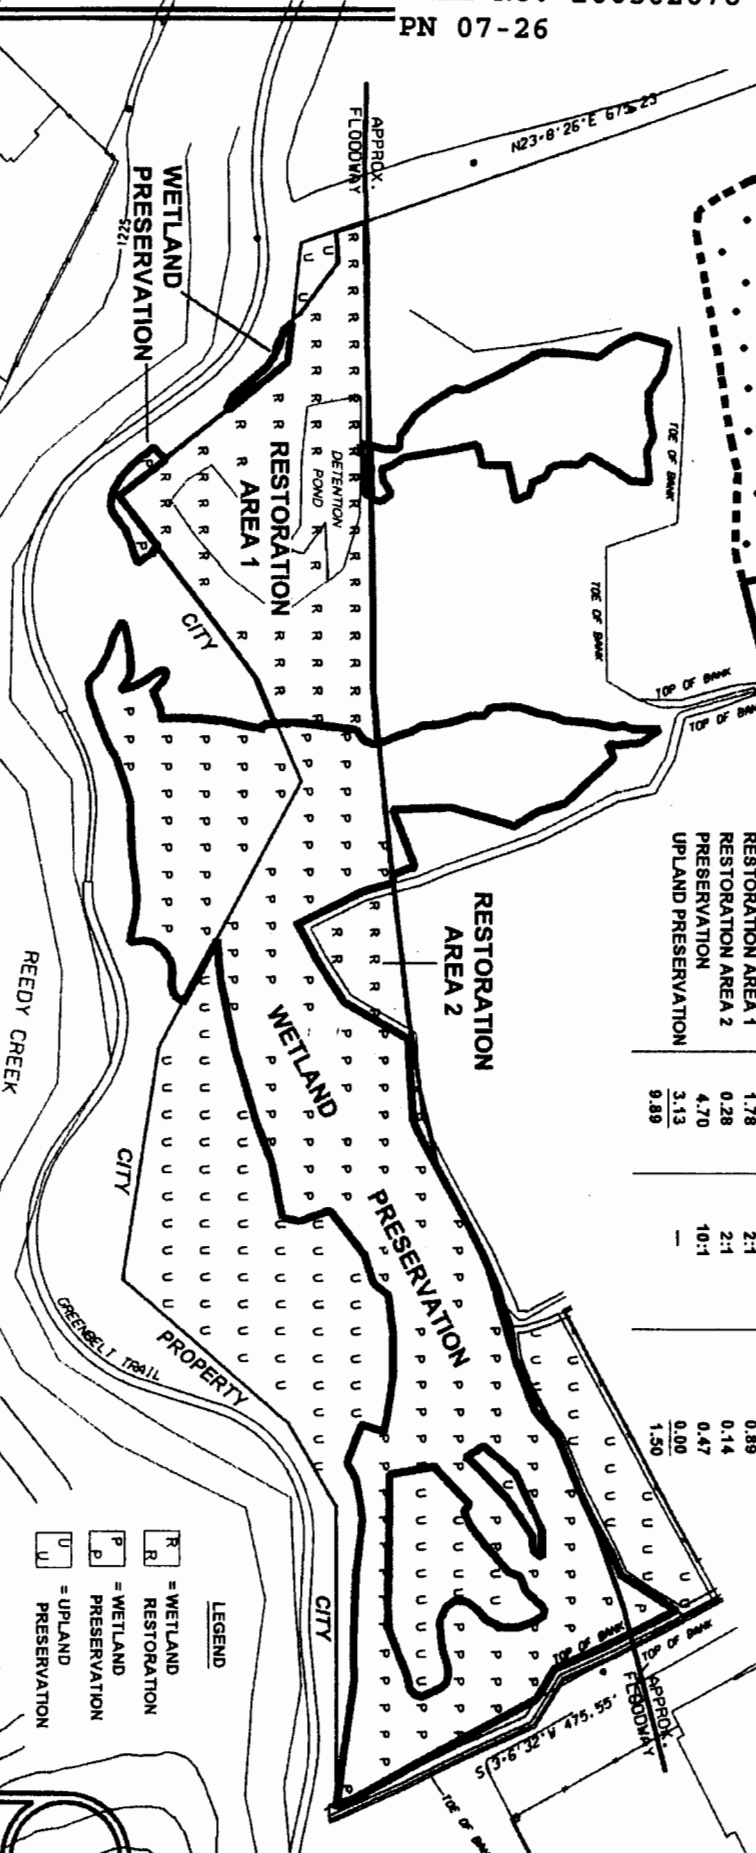 PN 07-26
N23-8'26"E 675.23
APPROX.
FLOODWAY
WETLAND
PRESERVATION
1225
TOE OF BANK
DETENTION
POND
RESTORATION
AREA 1
TOE OF BANK
CITY
TOP OF BANK
TOP OF BANK
RESTORATION AREA 1 1.78 2:1 0.89
RESTORATION AREA 2 0.28 2:1 0.14
PRESERVATION 4.70 10:1 0.47
UPLAND PRESERVATION 3.13 — 0.00
9.89 1.50
RESTORATION
AREA 2
REEDY CREEK
WETLAND
PRESERVATION
CITY
PROPERTY
GREENBELT TRAIL
CITY
LEGEND
R R = WETLAND
RESTORATION
P P = WETLAND
PRESERVATION
U U = UPLAND
PRESERVATION
TOP OF BANK
TOP OF BANK
APPROX.
FLOODWAY
S13-6'32"W 475.55'
TOE OF BANK